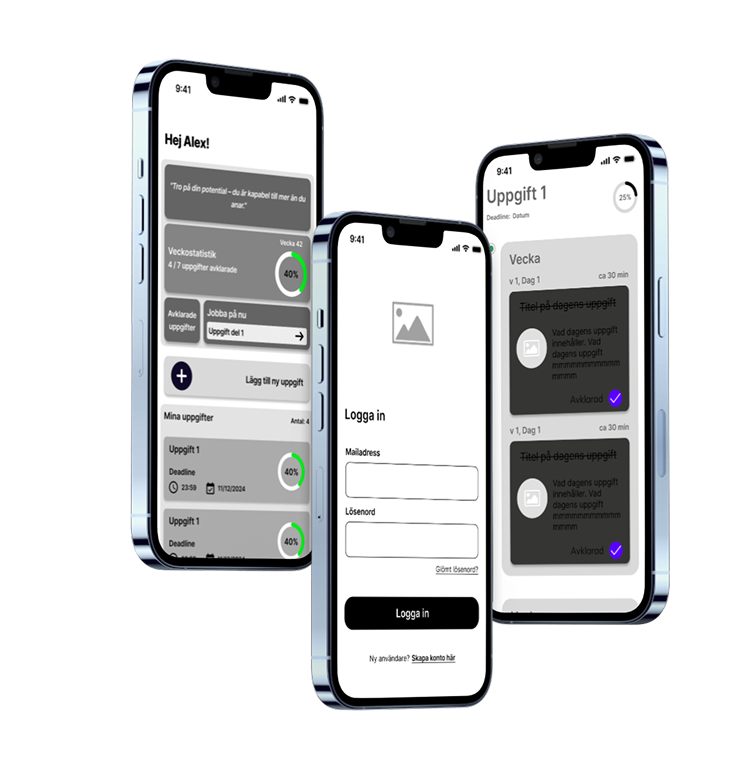 9:41
Hej Alex!
"Tro på din potential – du är kapabel till mer än du
anar."
Vecka 42
Veckostatistik
4 / 7 uppgifter avklarade
40%
Avklarade
uppgifter
Jobba på nu
Uppgift del 1
Lägg till ny uppgift
Mina uppgifter
Antal: 4
Uppgift 1
40%
Deadline
23:59
11/12/2024
Uppgift 1
40%
Deadline
9:41
Logga in
Mailadress
Lösenord
Glömt lösenord?
Logga in
Ny användare? Skapa konto här
9:41
Uppgift 1
25%
Deadline: Datum
Vecka
v 1, Dag 1
ca 30 min
Titel på dagens uppgift
Vad dagens uppgift
innehåller. Vad
dagens uppgift
mmmmmmmmmmm
mmmm
Avklarad
v 1, Dag 1
ca 30 min
Titel på dagens uppgift
Vad dagens uppgift
innehåller. Vad
dagens uppgift
mmmmmmmmmmm
mmmm
Avklarad